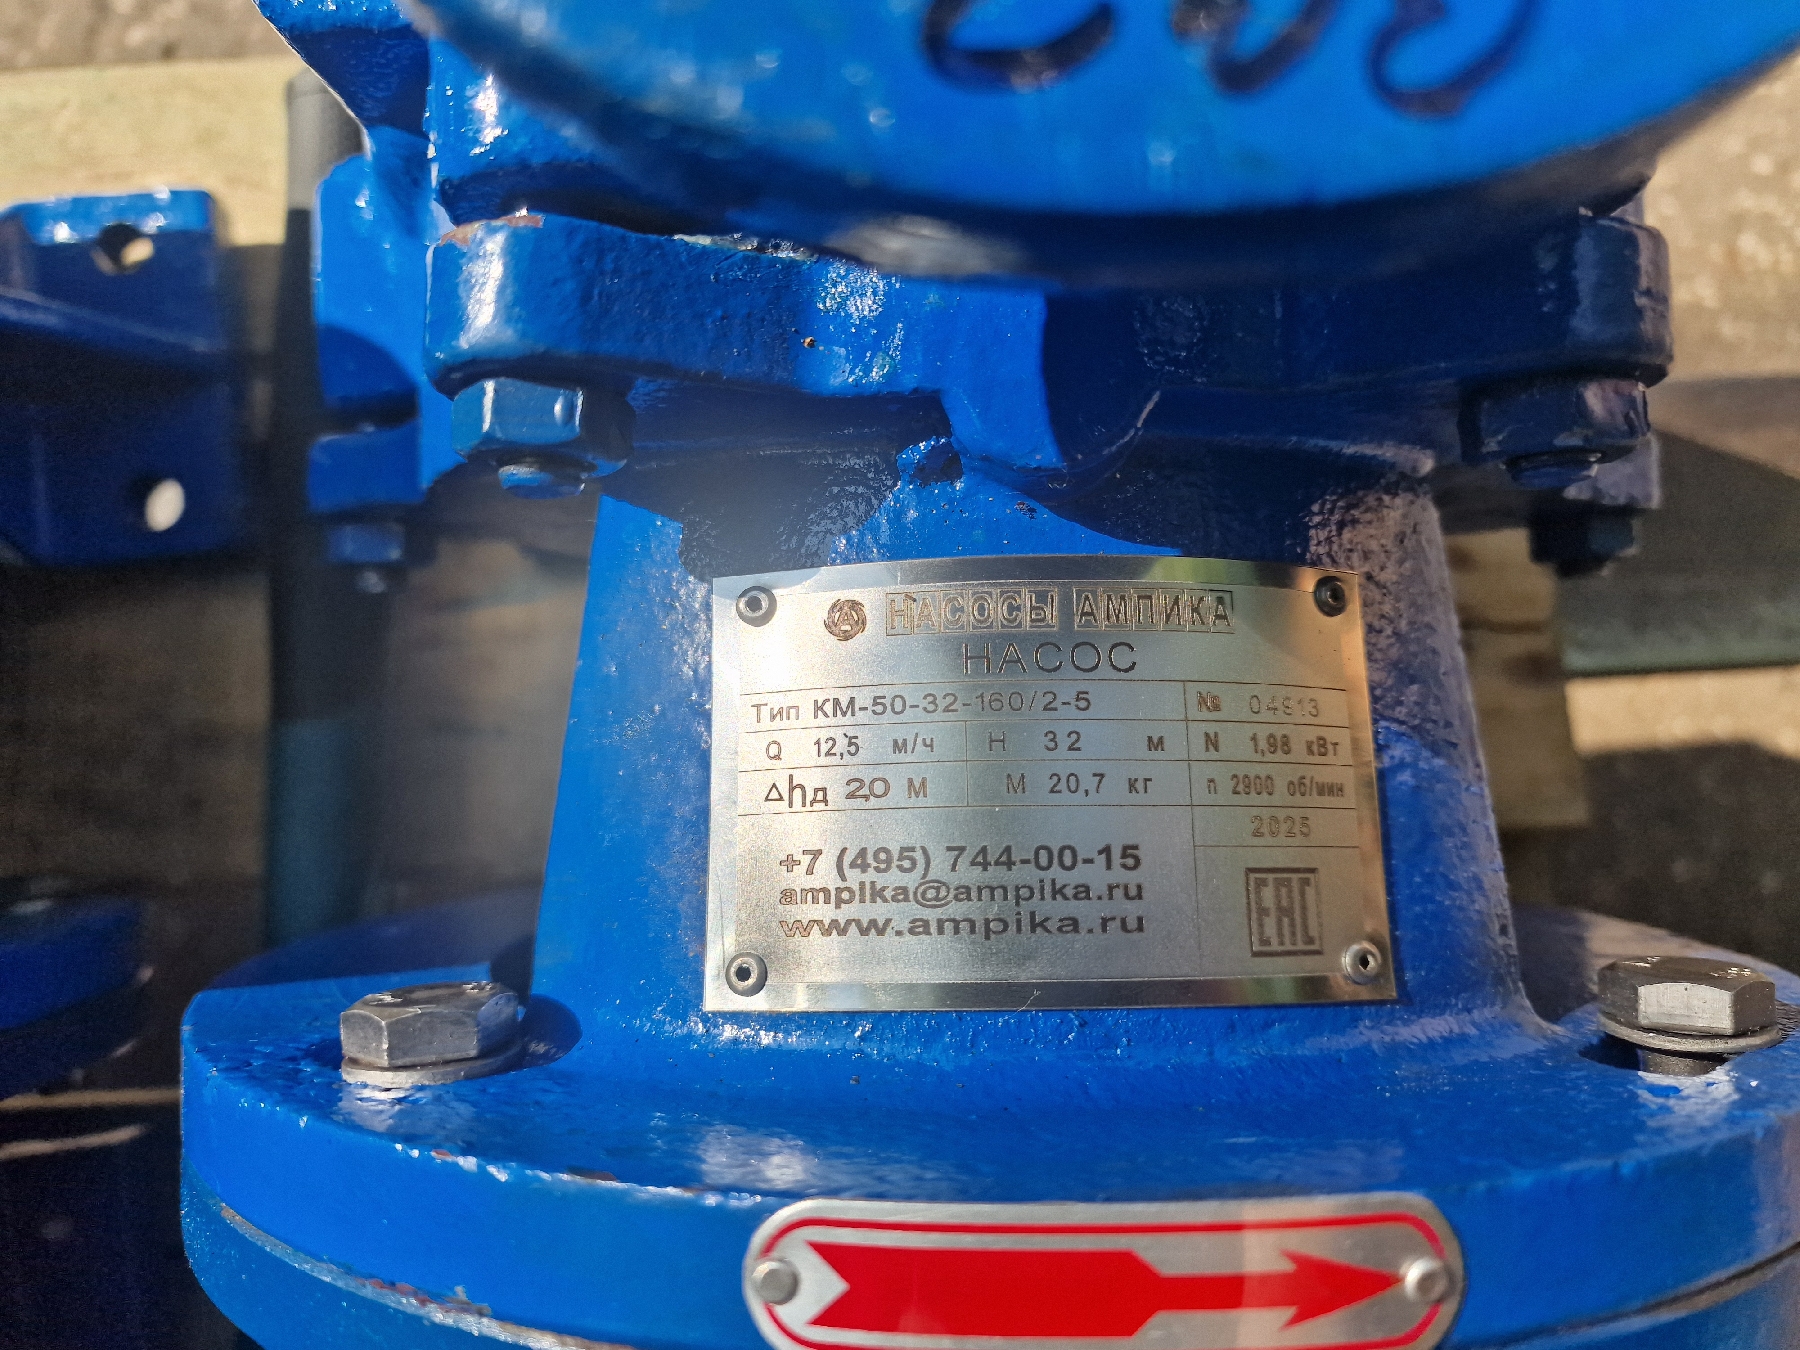 НАСОСЫ АМПИКА
НАСОС
Тип КМ-50-32-160/2-5 № 04913
Q 12,5 м/ч H 32 м N 1,98 кВт
Δhд 2,0 М М 20,7 кг n 2900 об/мин
2025
+7 (495) 744-00-15
ampika@ampika.ru
www.ampika.ru
EAC